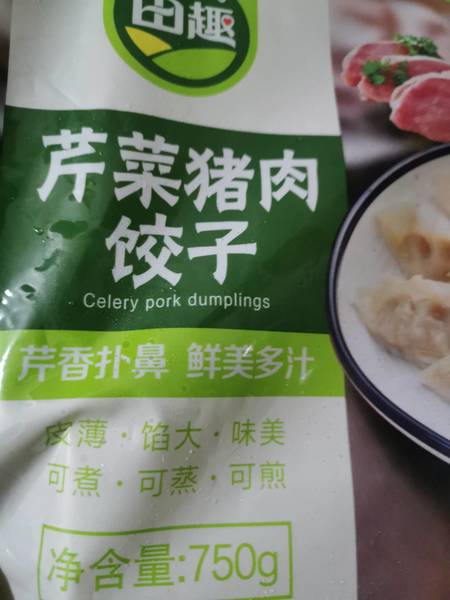 田趣
芹菜猪肉
饺子
Celery pork dumplings
芹香扑鼻 鲜美多汁
皮薄·馅大·味美
可煮·可蒸·可煎
净含量:750g